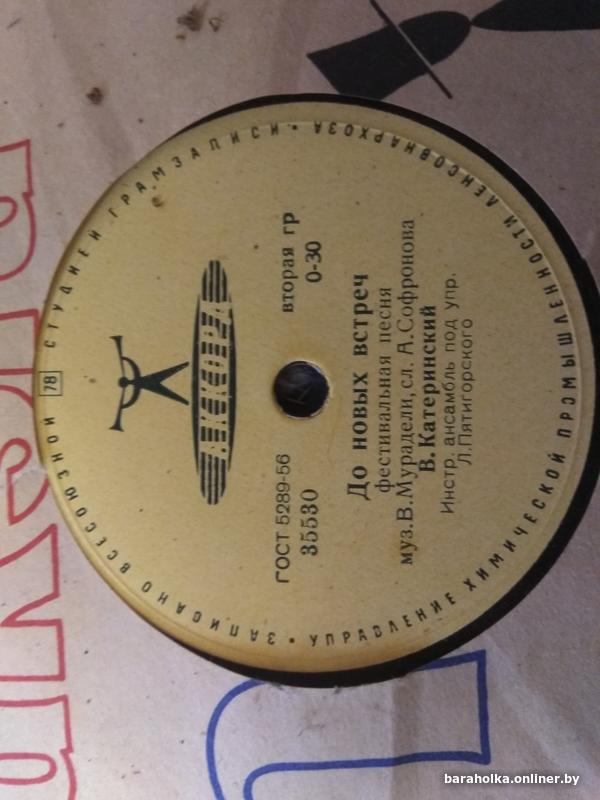 ЗАПИСАНО ВСЕСОЮЗНОЙ 78 СТУДИЕЙ ГРАМЗАПИСИ •
УПРАВЛЕНИЕ ХИМИЧЕСКОЙ ПРОМЫШЛЕННОСТИ ЛЕНСОВНАРХОЗА •
АККОРД
ГОСТ 5289-56
35530
вторая гр
0-30
До новых встреч
фестивальная песня
муз. В. Мурадели, сл. А. Софронова
В. Катеринский
Инстр. ансамбль под упр.
Л. Пятигорского
baraholka.onliner.by